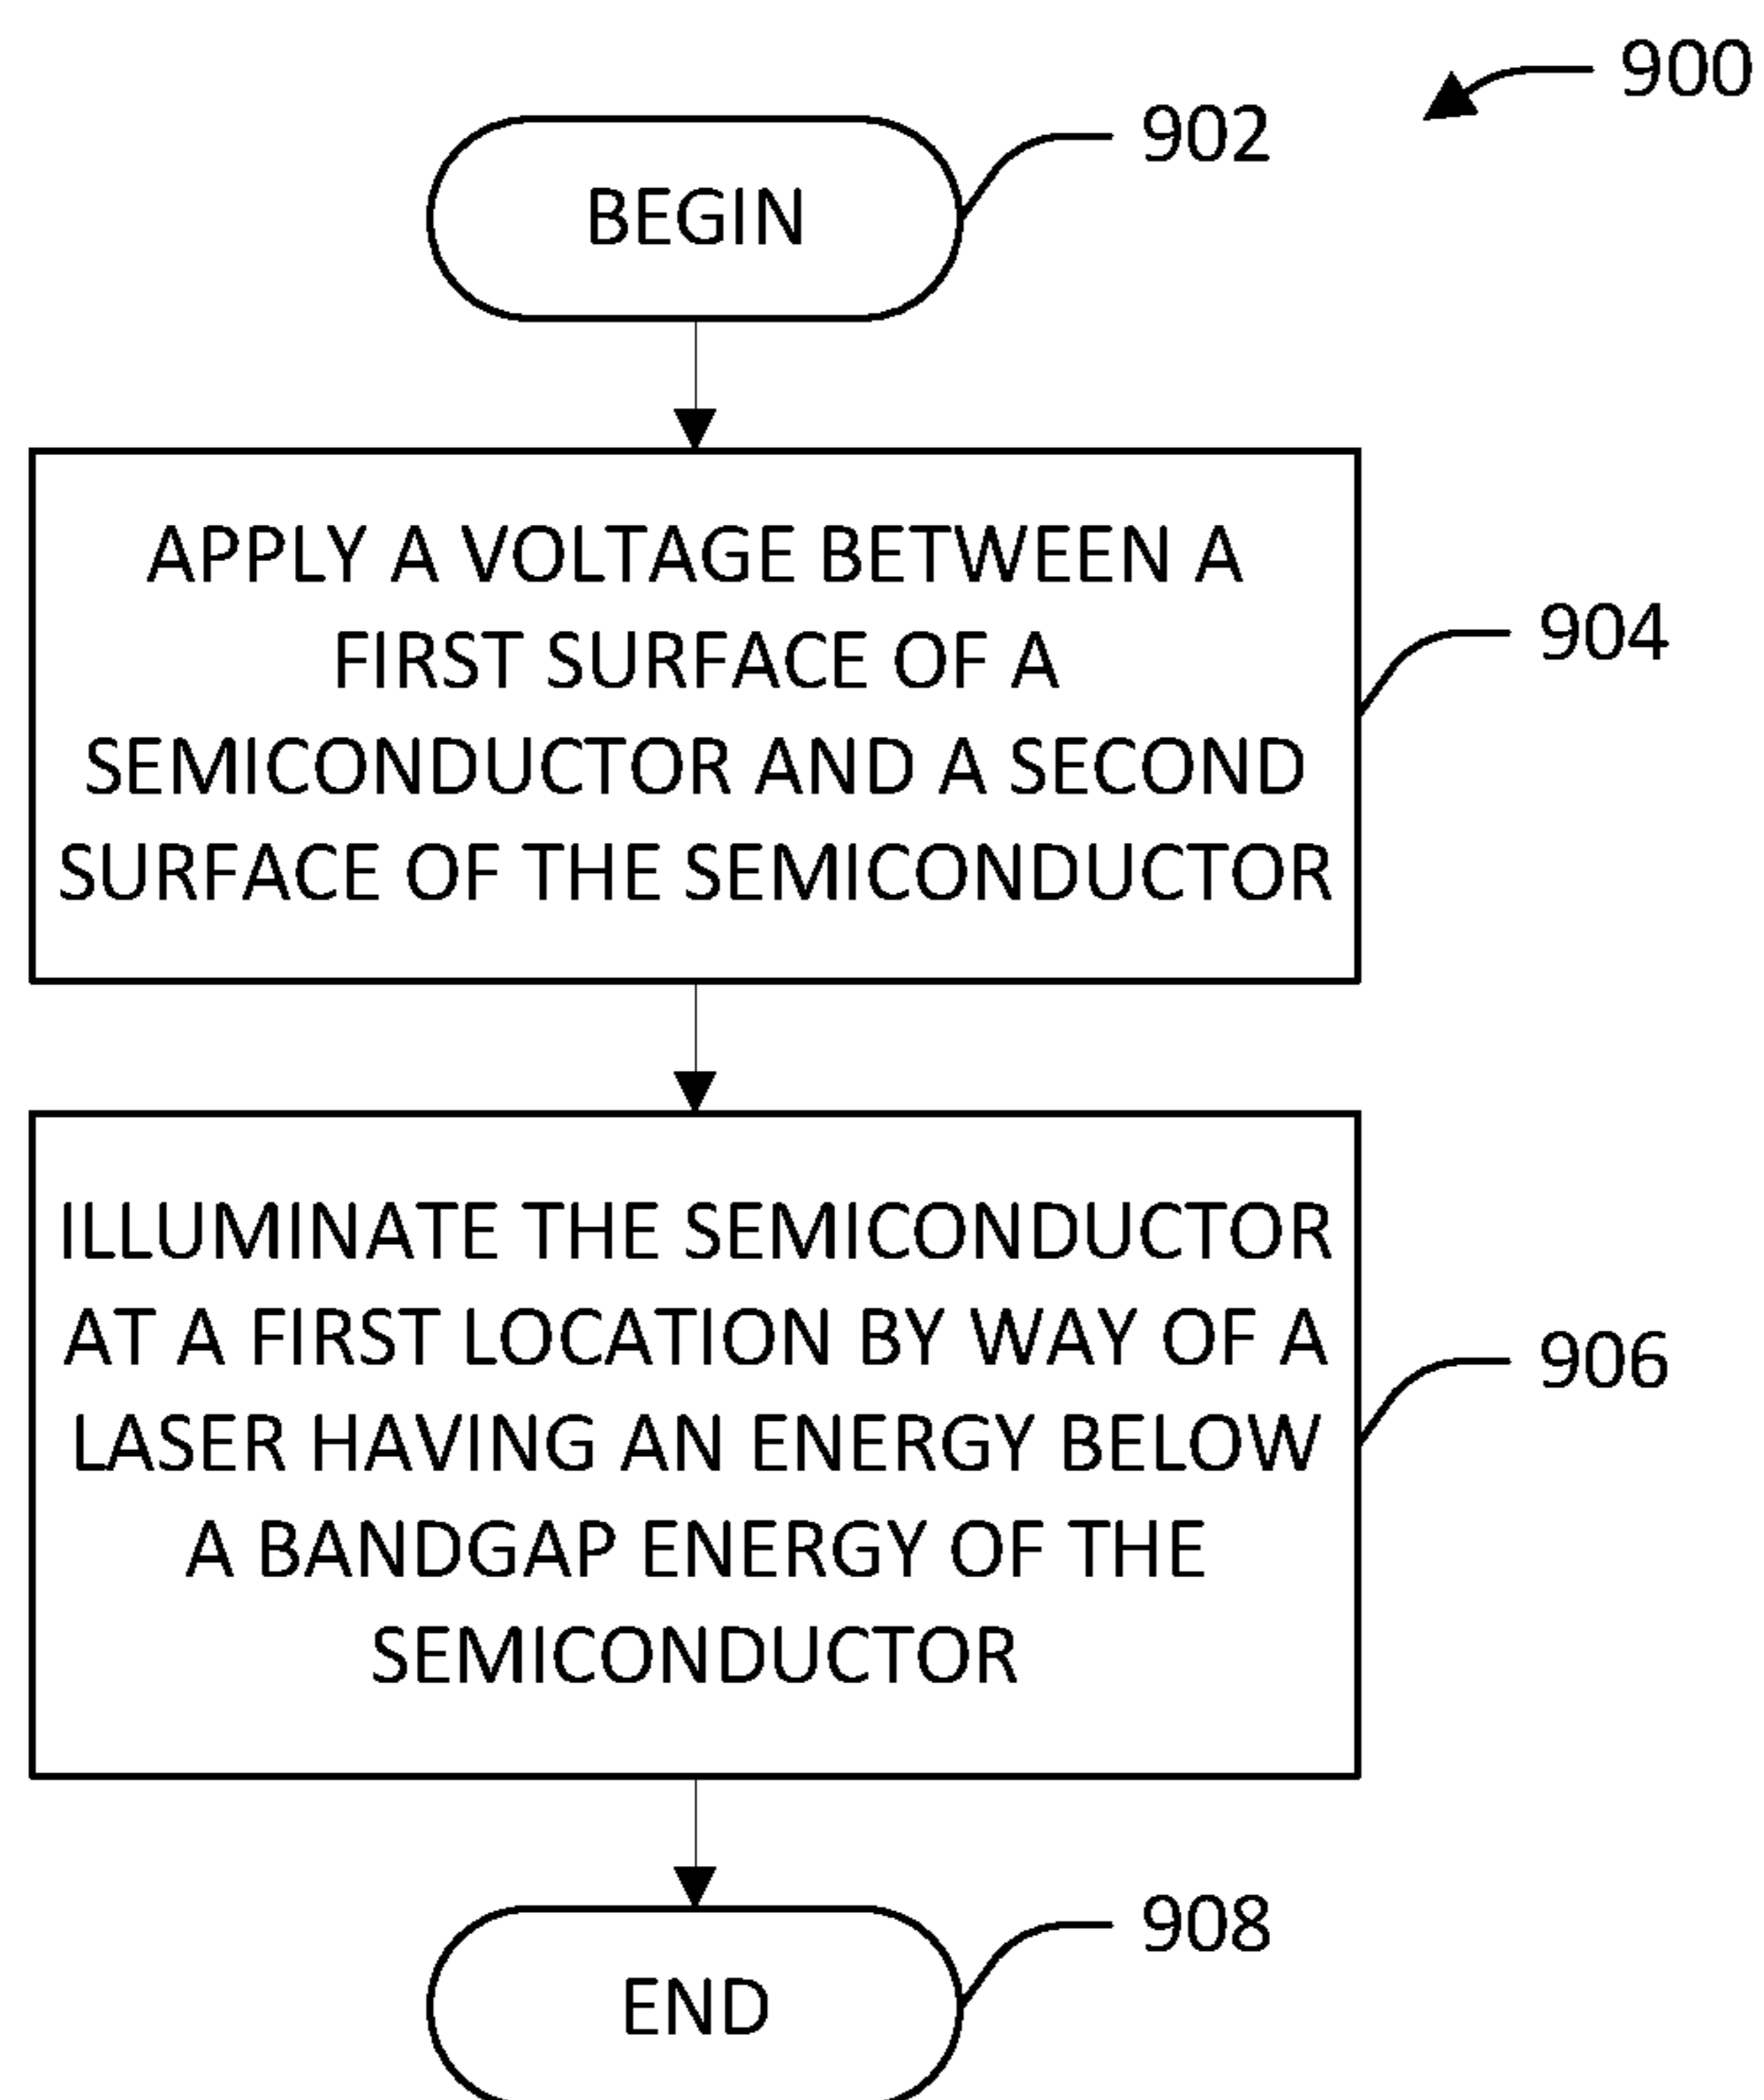 900
902
BEGIN
APPLY A VOLTAGE BETWEEN A
FIRST SURFACE OF A
SEMICONDUCTOR AND A SECOND
SURFACE OF THE SEMICONDUCTOR
904
ILLUMINATE THE SEMICONDUCTOR
AT A FIRST LOCATION BY WAY OF A
LASER HAVING AN ENERGY BELOW
A BANDGAP ENERGY OF THE
SEMICONDUCTOR
906
908
END